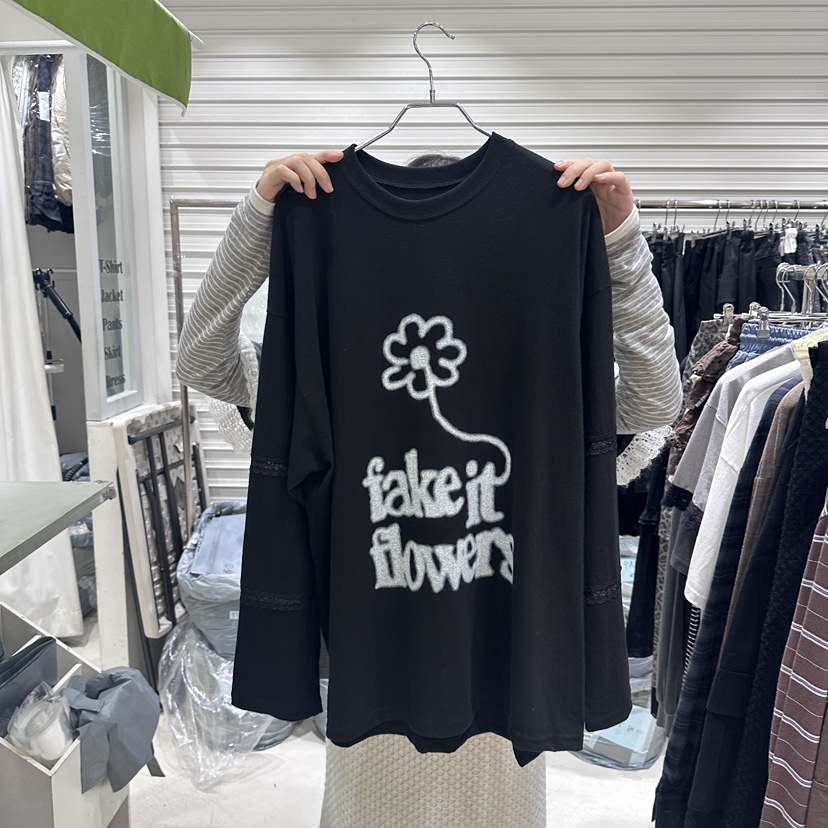 T-Shirt
Jacket
Pants
Skirt
Dress
fake it
flowers